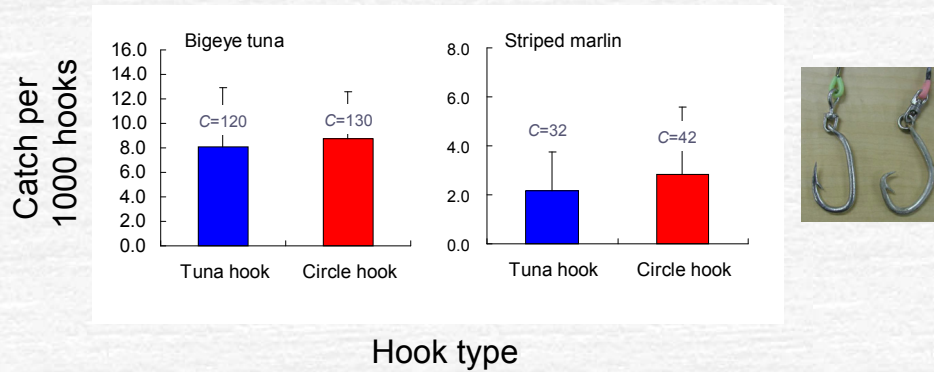 Catch per
1000 hooks
Bigeye tuna
16.0
14.0
12.0
10.0
8.0
6.0
4.0
2.0
0.0
C=120
C=130
Tuna hook
Circle hook
Striped marlin
8.0
6.0
4.0
2.0
0.0
C=32
C=42
Tuna hook
Circle hook
Hook type